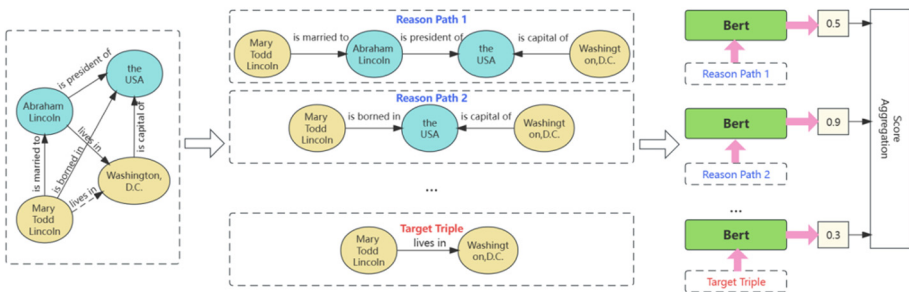 is president of
the
USA
Abraham
Lincoln
is married to
is borned in
lives in
is capital of
lives in
Washington,
D.C.
Mary
Todd
Lincoln
Reason Path 1
Mary
Todd
Lincoln
is married to
Abraham
Lincoln
is president of
the
USA
is capital of
Washingt
on,D.C.
Reason Path 2
Mary
Todd
Lincoln
is borned in
the USA
is capital of
Washingt
on,D.C.
...
Target Triple
Mary
Todd
Lincoln
lives in
Washingt
on,D.C.
Bert
0.5
Reason Path 1
Bert
0.9
Reason Path 2
...
Bert
0.3
Target Triple
Score
Aggregation